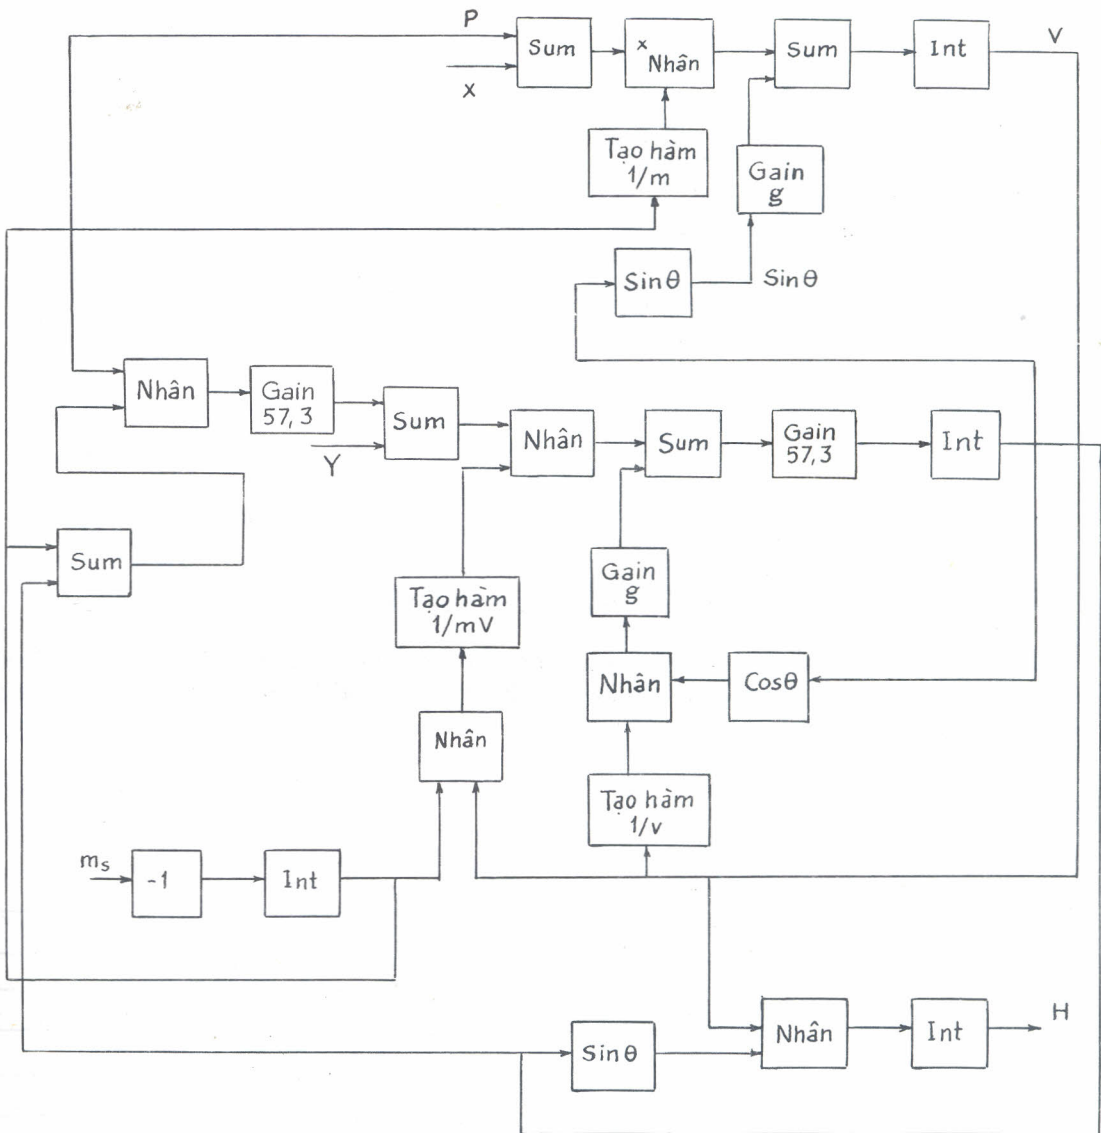 P
V
Sum
x Nhân
Sum
Int
X
Tạo hàm
1/m
Gain
g
Sinθ
Sinθ
Nhân
Gain
57,3
Sum
Nhân
Sum
Gain
57,3
Int
Y
Sum
Tạo hàm
1/mV
Gain
g
Nhân
Cosθ
Nhân
Tạo hàm
1/v
ms
-1
Int
H
Nhân
Int
Sinθ